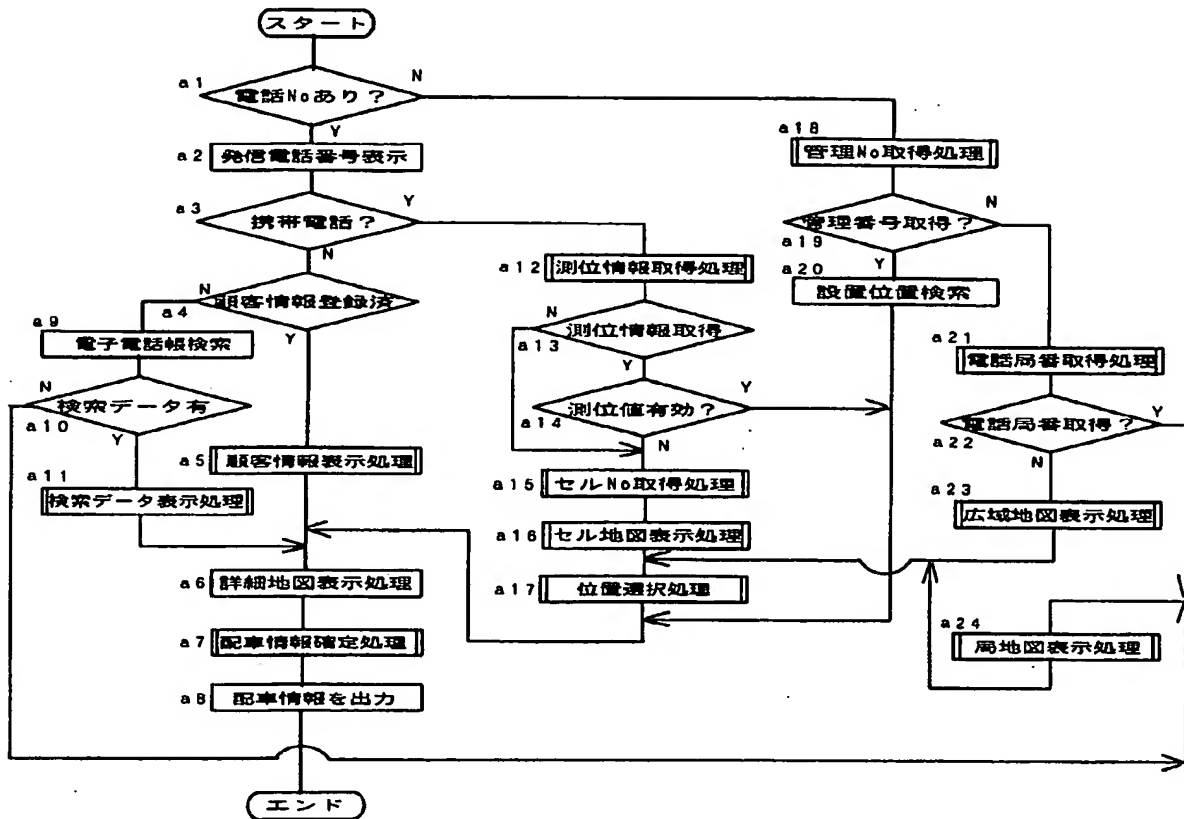 スタート
a1
電話Noあり？
N
Y
a2
発信電話番号表示
a3
携帯電話？
Y
N
a4
顧客情報登録済
N
Y
a9
電子電話帳検索
a10
検索データ有
N
Y
a11
検索データ表示処理
a5
顧客情報表示処理
a6
詳細地図表示処理
a7
配車情報確定処理
a8
配車情報を出力
エンド
a12
測位情報取得処理
a13
測位情報取得
N
Y
a14
測位値有効？
Y
N
a15
セルNo取得処理
a16
セル地図表示処理
a17
位置選択処理
a18
管理No取得処理
a19
管理番号取得？
N
Y
a20
設置位置検索
a21
電話局番取得処理
a22
電話局番取得？
Y
N
a23
広域地図表示処理
a24
局地図表示処理